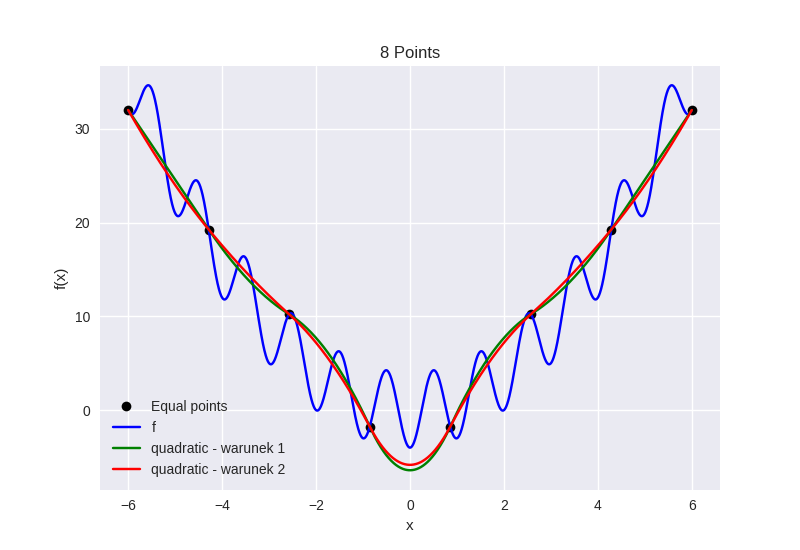 8 Points
f(x)
30
20
10
0
Equal points
f
quadratic - warunek 1
quadratic - warunek 2
−6
−4
−2
0
2
4
6
x